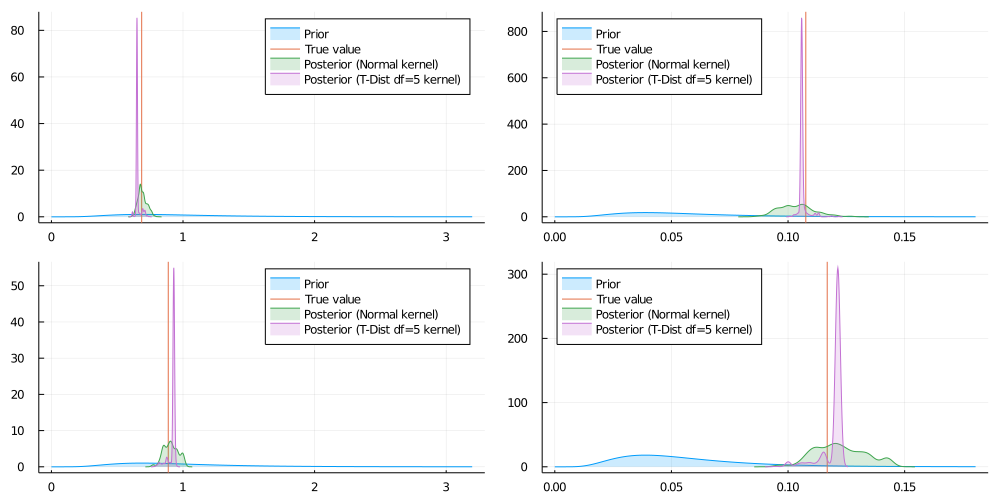 80
60
40
20
0
0
1
2
3
Prior
True value
Posterior (Normal kernel)
Posterior (T-Dist df=5 kernel)
800
600
400
200
0
0.00
0.05
0.10
0.15
Prior
True value
Posterior (Normal kernel)
Posterior (T-Dist df=5 kernel)
50
40
30
20
10
0
0
1
2
3
Prior
True value
Posterior (Normal kernel)
Posterior (T-Dist df=5 kernel)
300
200
100
0
0.00
0.05
0.10
0.15
Prior
True value
Posterior (Normal kernel)
Posterior (T-Dist df=5 kernel)